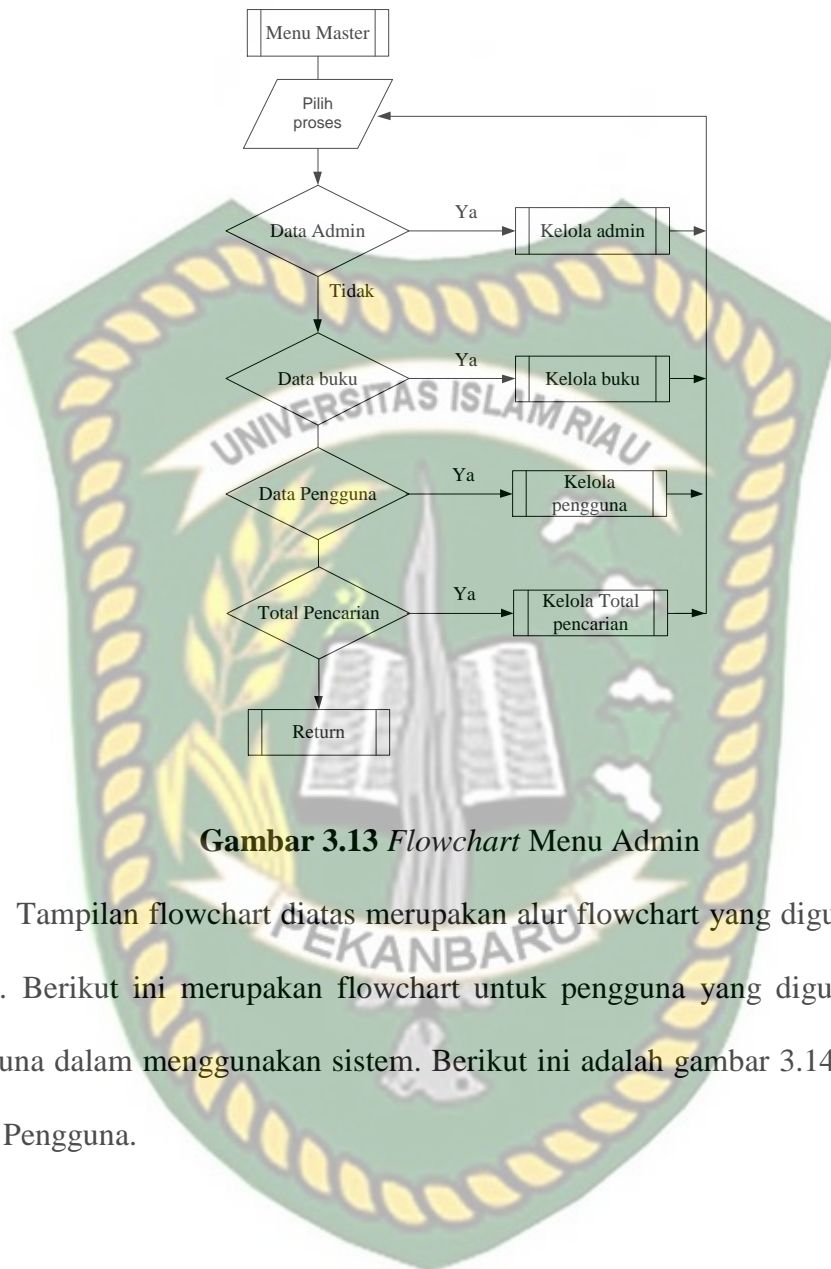 Menu Master
Pilih
proses
Data Admin
Ya
Kelola admin
Tidak
Data buku
Ya
Kelola buku
UNIVERSITAS ISLAM RIAU
Data Pengguna
Ya
Kelola
pengguna
Total Pencarian
Ya
Kelola Total
pencarian
Return
Gambar 3.13 Flowchart Menu Admin
Tampilan flowchart diatas merupakan alur flowchart yang digu
. Berikut ini merupakan flowchart untuk pengguna yang digu
PEKANBARU
una dalam menggunakan sistem. Berikut ini adalah gambar 3.14
Pengguna.